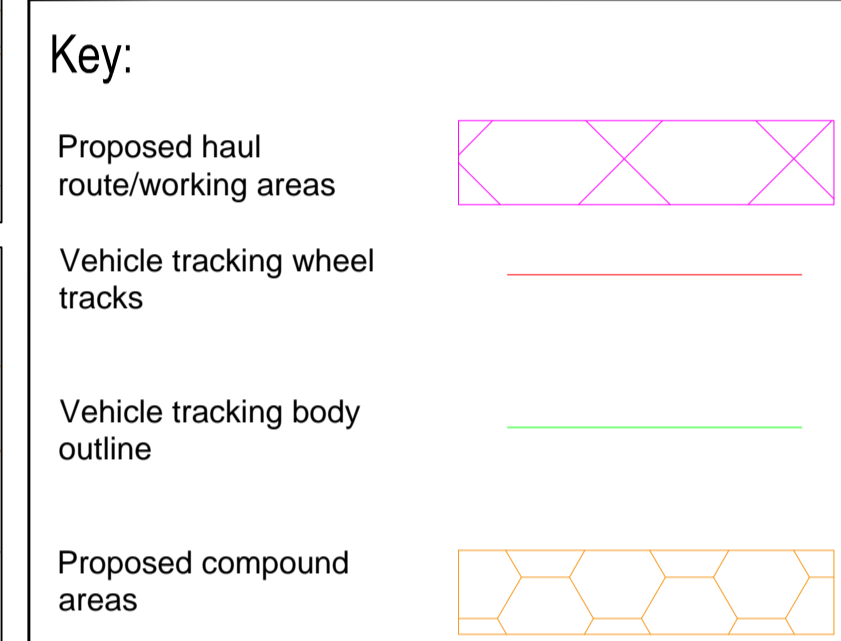 Key:
Proposed haul
route/working areas
Vehicle tracking wheel
tracks
Vehicle tracking body
outline
Proposed compound
areas